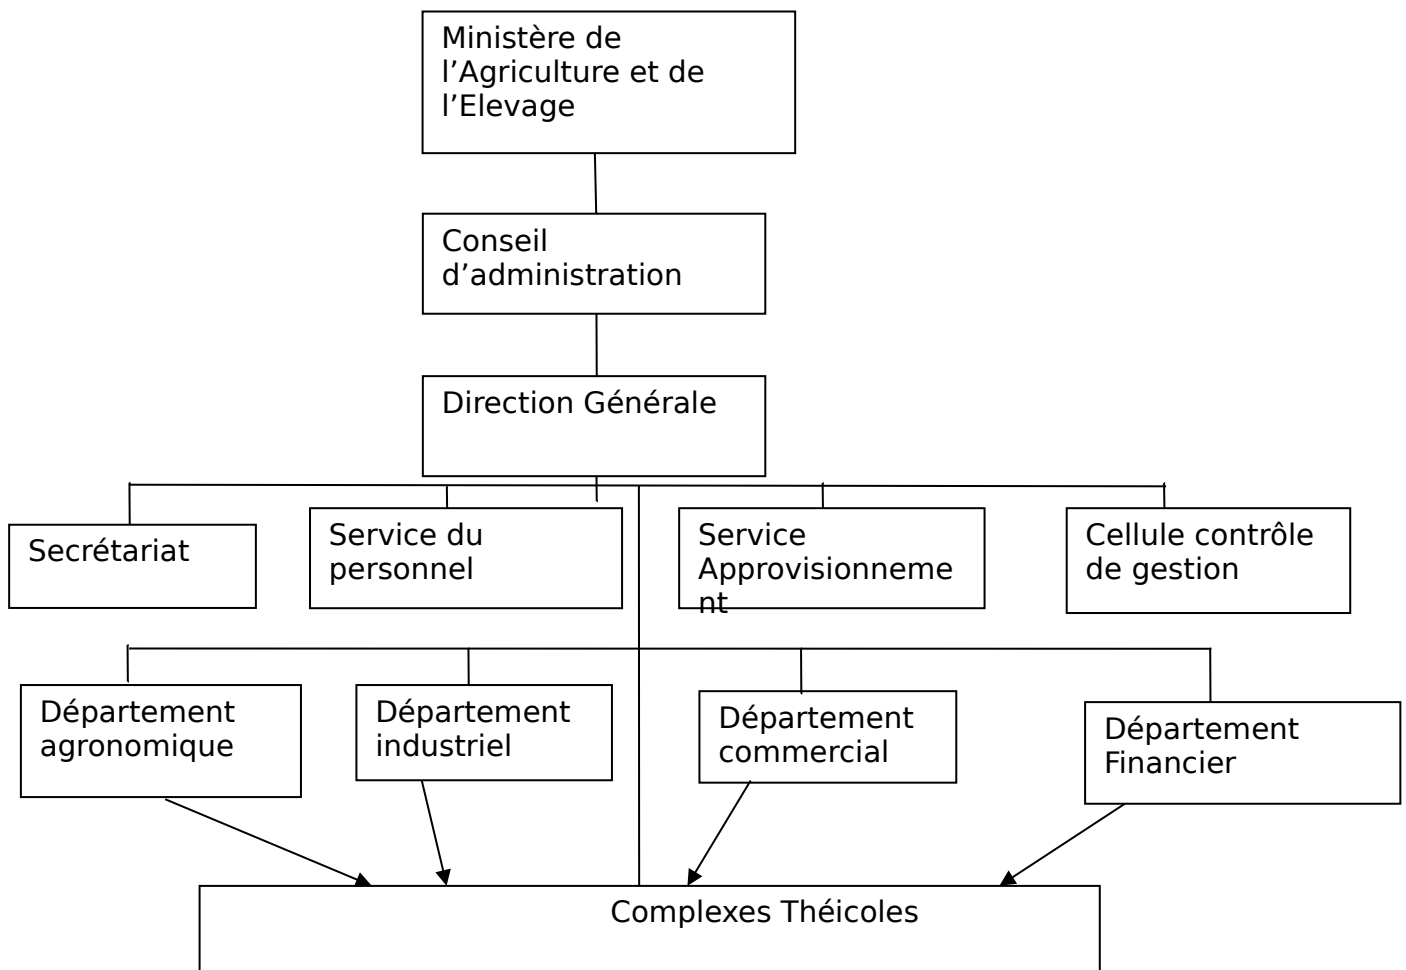 Ministère de
l’Agriculture et de
l’Elevage
Conseil
d’administration
Direction Générale
Secrétariat
Service du
personnel
Service
Approvisionneme
nt
Cellule contrôle
de gestion
Département
agronomique
Département
industriel
Département
commercial
Département
Financier
Complexes Théicoles